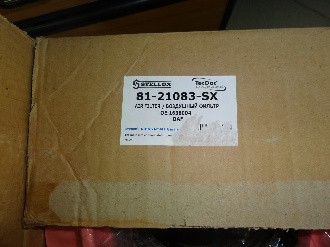 STELLOX TecDoc
81-21083-SX
AIR FILTER / ВОЗДУШНЫЙ ФИЛЬТР
OE:1638004
DAF